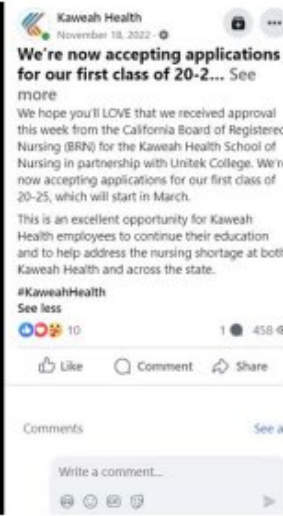 Kaweah Health
November 18, 2022
We're now accepting applications
for our first class of 20-2... See
more
We hope you'll LOVE that we received approval
this week from the California Board of Registered
Nursing (BRN) for the Kaweah Health School of
Nursing in partnership with Unitek College. We're
now accepting applications for our first class of
20-25, which will start in March.
This is an excellent opportunity for Kaweah
Health employees to continue their education
and to help address the nursing shortage at both
Kaweah Health and across the state.
#KaweahHealth
See less
10 1 458
Like Comment Share
Comments See a
Write a comment...